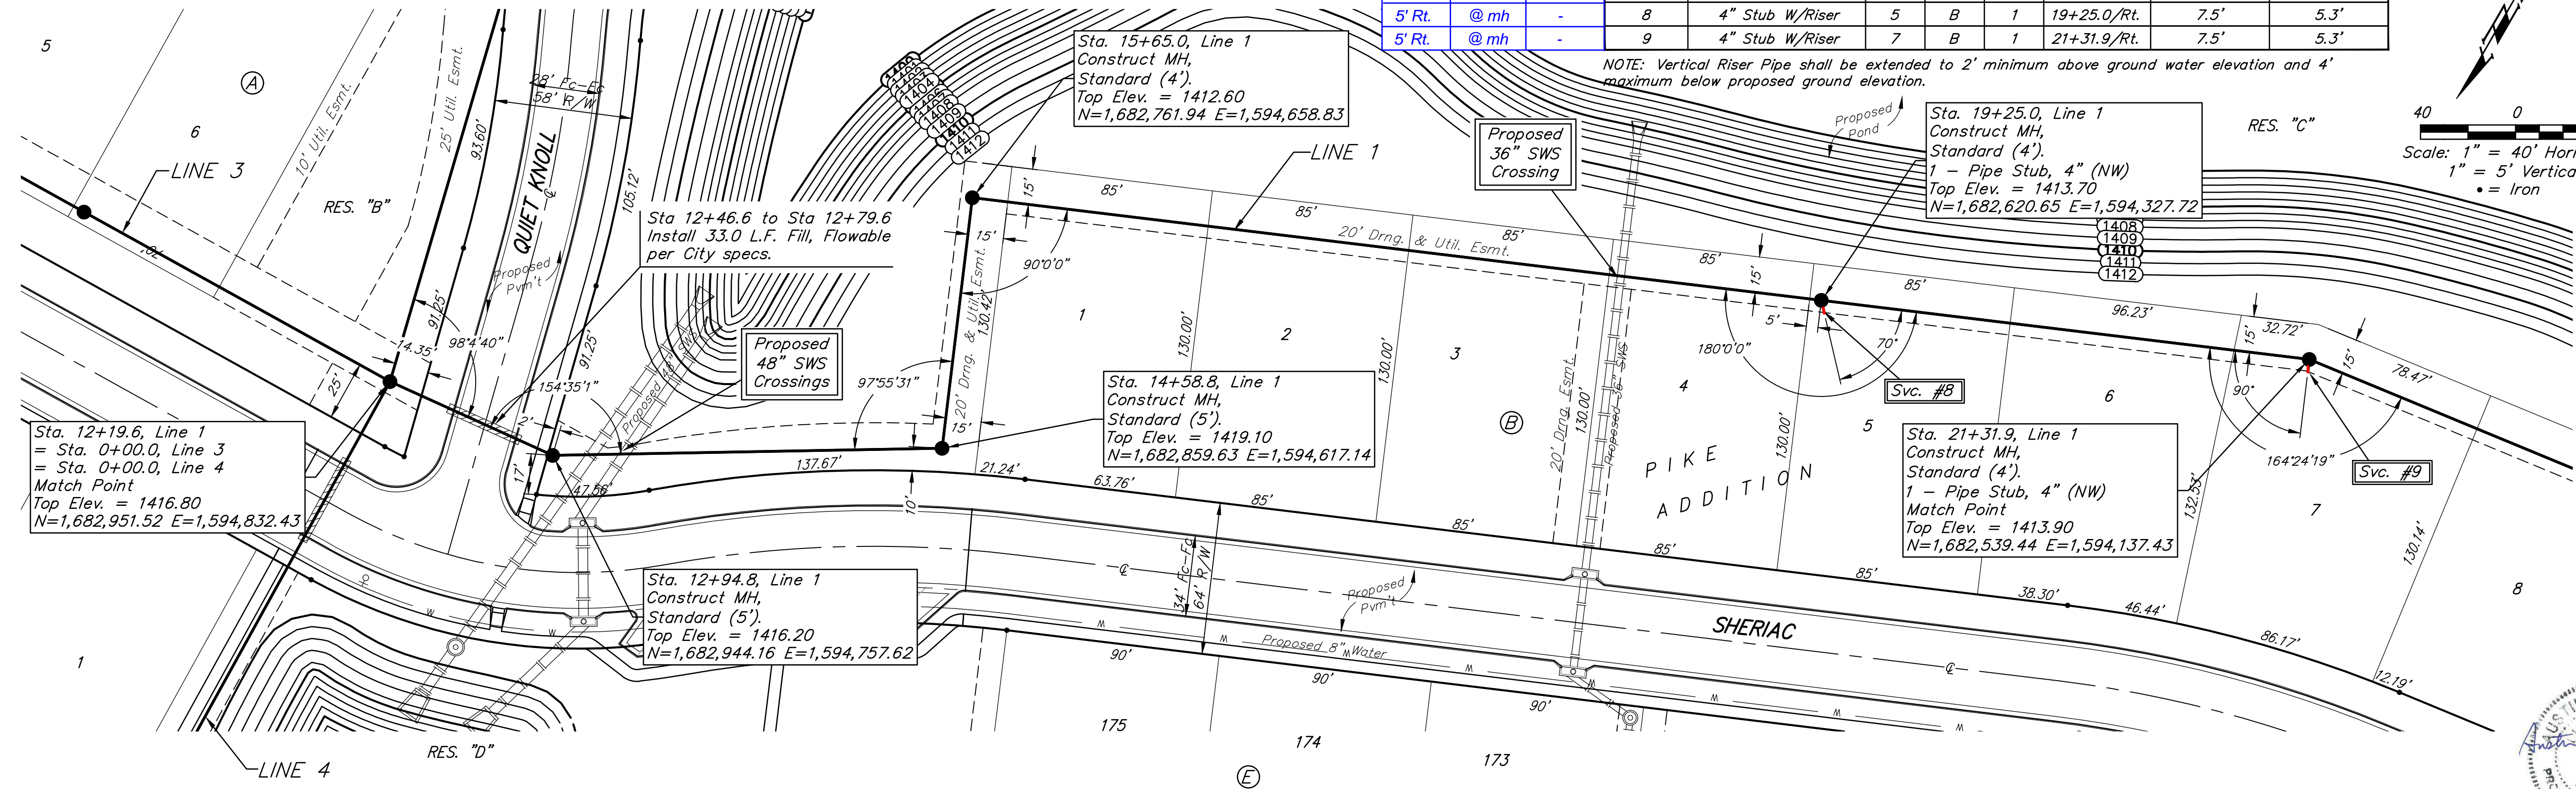 5' Rt. @ mh - 8 4" Stub W/Riser 5 B 1 19+25.0/Rt. 7.5' 5.3'
5' Rt. @ mh - 9 4" Stub W/Riser 7 B 1 21+31.9/Rt. 7.5' 5.3'
NOTE: Vertical Riser Pipe shall be extended to 2' minimum above ground water elevation and 4'
maximum below proposed ground elevation.
40 0
Scale: 1" = 40' Hori
1" = 5' Vertica
• = Iron
RES. "C"
Proposed
Pond
5
A
6
10' Util. Esmt.
25' Util. Esmt.
93.60'
28' Fc-Fc
58' R/W
QUIET KNOLL
℄
105.12'
LINE 3
RES. "B"
Proposed
Pvm't
91.25'
91.25'
98°4'40"
14.35'
25'
154°35'1"
2'
17'
Sta 12+46.6 to Sta 12+79.6
Install 33.0 L.F. Fill, Flowable
per City specs.
1404
1408
1409
1410
1411
1412
Sta. 15+65.0, Line 1
Construct MH,
Standard (4').
Top Elev. = 1412.60
N=1,682,761.94 E=1,594,658.83
LINE 1
Proposed
36" SWS
Crossing
Sta. 19+25.0, Line 1
Construct MH,
Standard (4').
1 - Pipe Stub, 4" (NW)
Top Elev. = 1413.70
N=1,682,620.65 E=1,594,327.72
1408
1409
1410
1411
1412
15'
85'
85'
85'
85'
85'
96.23'
32.72'
78.47'
20' Drng. & Util. Esmt.
15'
90°0'0"
20' Drng. & Util. Esmt.
130.42'
15'
97°55'31"
Proposed
48" SWS
Crossings
Proposed 48" SWS
1
130.00'
2
130.00'
3
20' Drng. Esmt.
130.00'
Proposed 36" SWS
4
130.00'
5
6
132.53'
7
130.14'
8
B
PIKE
ADDITION
15'
5'
180°0'0"
70°
Svc. #8
15'
15'
90°
164°24'19"
Svc. #9
Sta. 14+58.8, Line 1
Construct MH,
Standard (5').
Top Elev. = 1419.10
N=1,682,859.63 E=1,594,617.14
Sta. 21+31.9, Line 1
Construct MH,
Standard (4').
1 - Pipe Stub, 4" (NW)
Match Point
Top Elev. = 1413.90
N=1,682,539.44 E=1,594,137.43
Sta. 12+19.6, Line 1
= Sta. 0+00.0, Line 3
= Sta. 0+00.0, Line 4
Match Point
Top Elev. = 1416.80
N=1,682,951.52 E=1,594,832.43
47.56'
137.67'
21.24'
63.76'
85'
85'
85'
85'
38.30'
46.44'
86.17'
12.19'
10'
Sta. 12+94.8, Line 1
Construct MH,
Standard (5').
Top Elev. = 1416.20
N=1,682,944.16 E=1,594,757.62
34' Fc-Fc
64' R/W
℄
Proposed
Pvm't
SHERIAC
℄
Proposed 8" Water
W W W W W W W W W W
90'
90'
90'
1
RES. "D"
LINE 4
175
174
173
E